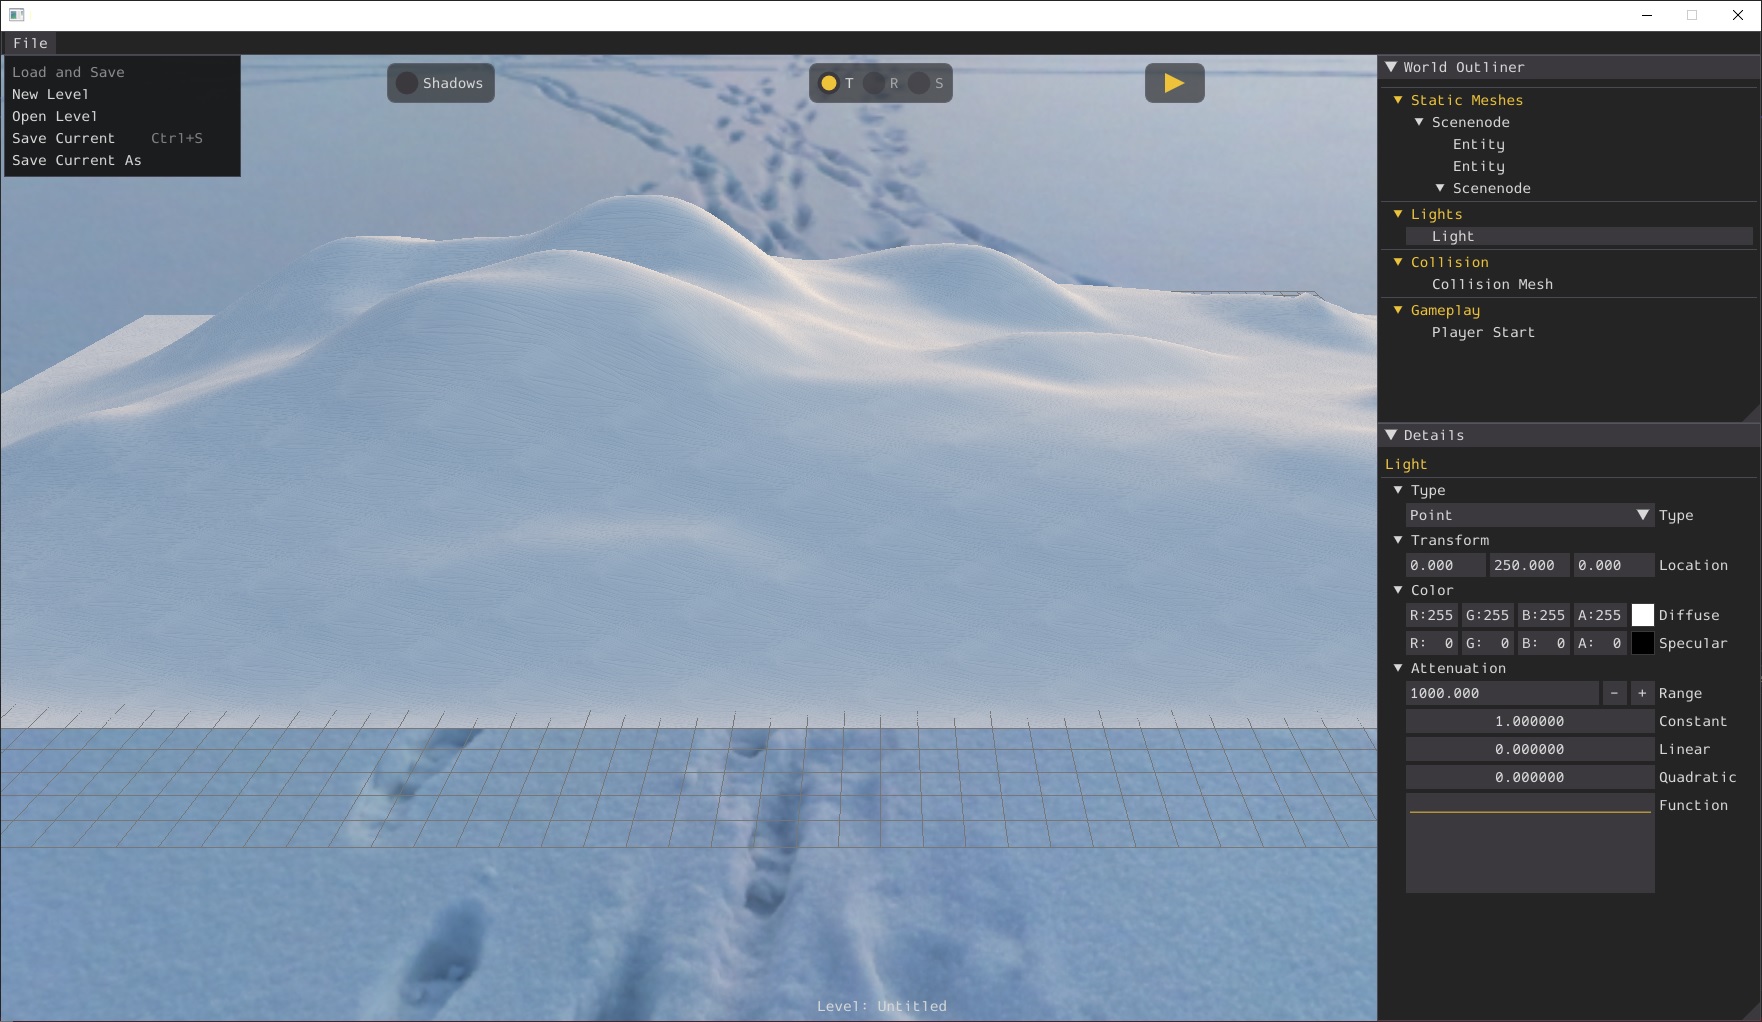 File
Load and Save
New Level
Open Level
Save Current Ctrl+S
Save Current As
Shadows
T R S
World Outliner
Static Meshes
Scenenode
Entity
Entity
Scenenode
Lights
Light
Collision
Collision Mesh
Gameplay
Player Start
Details
Light
Type
Point Type
Transform
0.000 250.000 0.000 Location
Color
R:255 G:255 B:255 A:255 Diffuse
R: 0 G: 0 B: 0 A: 0 Specular
Attenuation
1000.000 - + Range
1.000000 Constant
0.000000 Linear
0.000000 Quadratic
Function
Level: Untitled